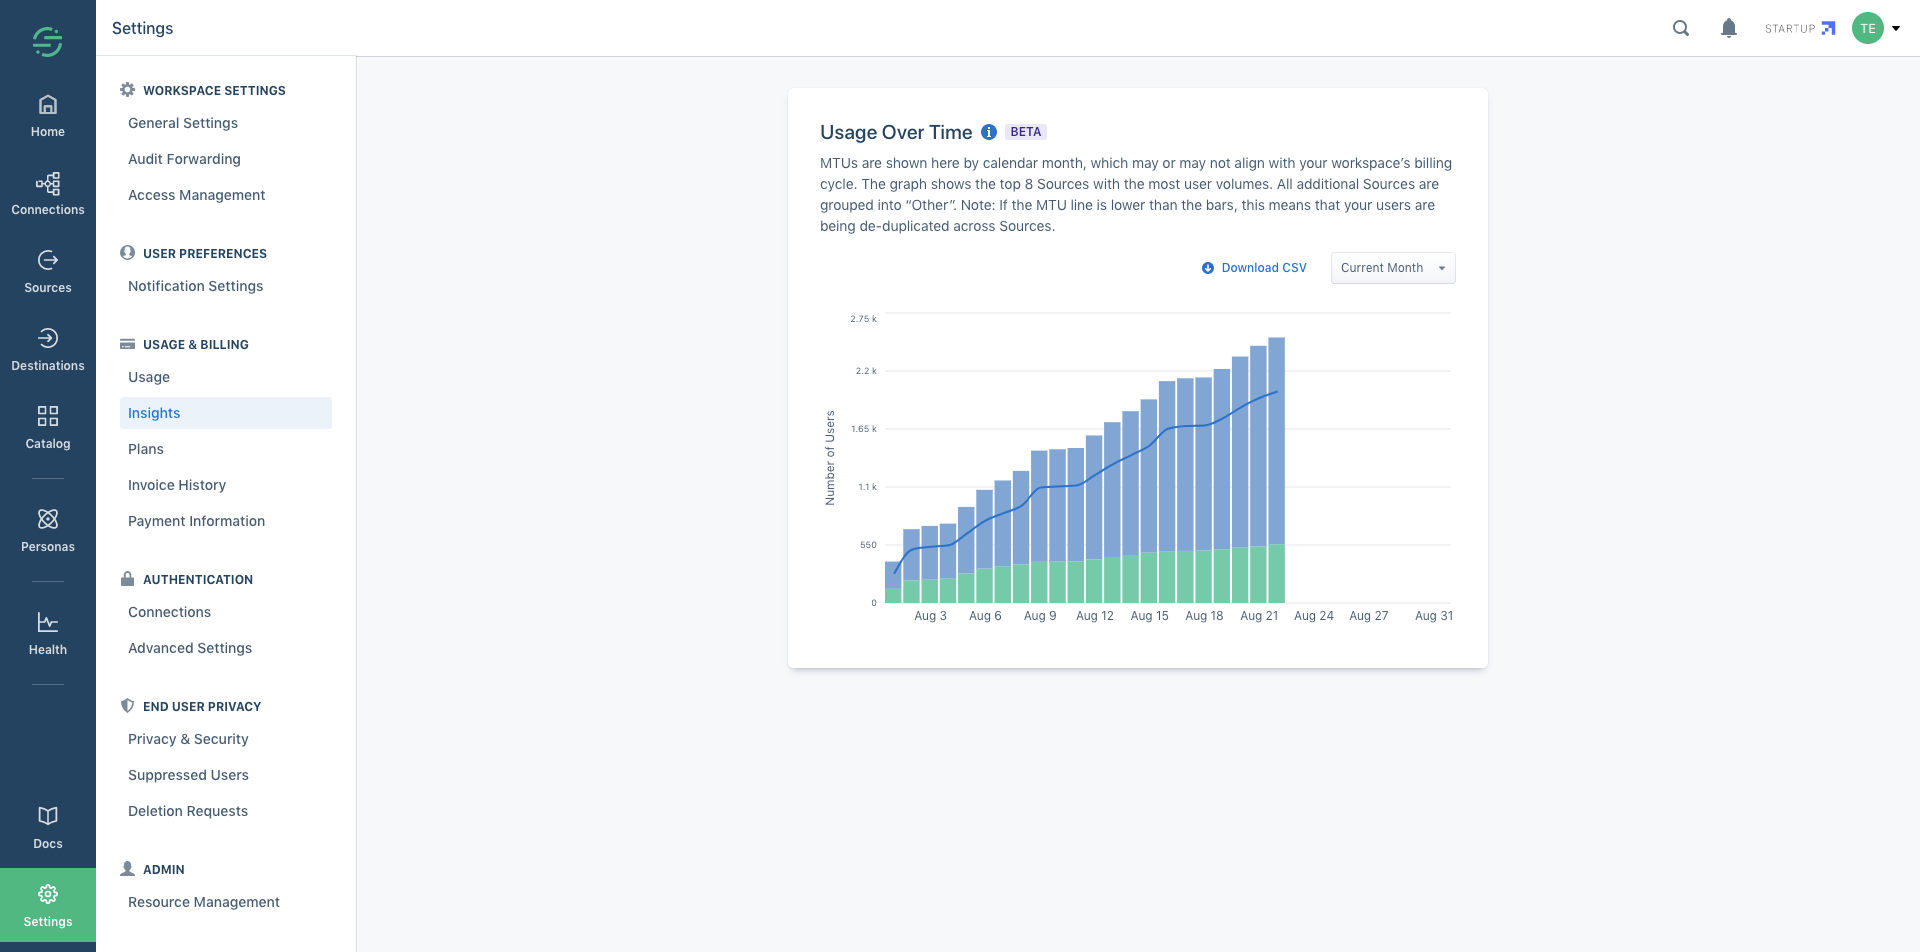 Settings
STARTUP
TE
Home
Connections
Sources
Destinations
Catalog
Personas
Health
Docs
Settings
WORKSPACE SETTINGS
General Settings
Audit Forwarding
Access Management
USER PREFERENCES
Notification Settings
USAGE & BILLING
Usage
Insights
Plans
Invoice History
Payment Information
AUTHENTICATION
Connections
Advanced Settings
END USER PRIVACY
Privacy & Security
Suppressed Users
Deletion Requests
ADMIN
Resource Management
Usage Over Time BETA
MTUs are shown here by calendar month, which may or may not align with your workspace’s billing
cycle. The graph shows the top 8 Sources with the most user volumes. All additional Sources are
grouped into “Other”. Note: If the MTU line is lower than the bars, this means that your users are
being de-duplicated across Sources.
Download CSV
Current Month
Number of Users
2.75 k
2.2 k
1.65 k
1.1 k
550
0
Aug 3 Aug 6 Aug 9 Aug 12 Aug 15 Aug 18 Aug 21 Aug 24 Aug 27 Aug 31